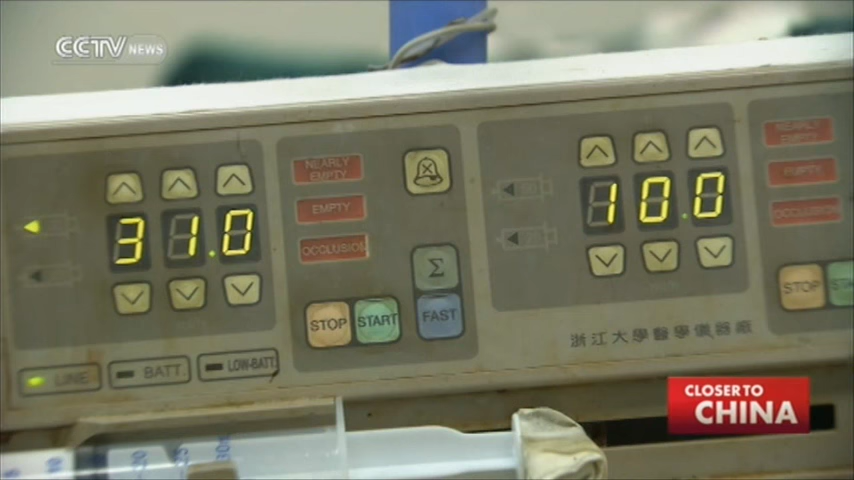 CCTV NEWS
NEARLY EMPTY
EMPTY
OCCLUSION
31.0
Σ
STOP
START
FAST
LINE
BATT.
LOW-BATT.
50
10.0
浙江大學醫學儀器廠
NEARLY EMPTY
EMPTY
OCCLUSION
STOP
CLOSER TO
CHINA